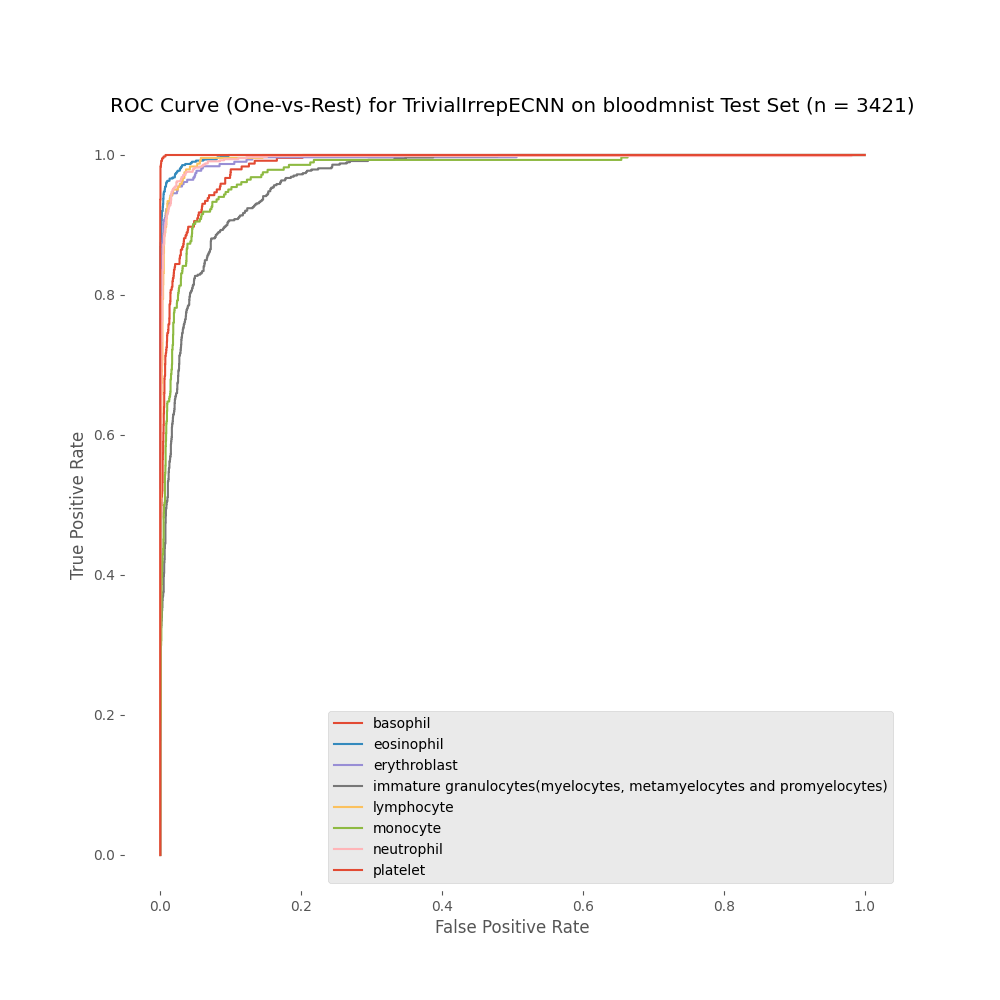 ROC Curve (One-vs-Rest) for TrivialIrrepECNN on bloodmnist Test Set (n = 3421)
1.0
0.8
0.6
0.4
0.2
0.0
True Positive Rate
basophil
eosinophil
erythroblast
immature granulocytes(myelocytes, metamyelocytes and promyelocytes)
lymphocyte
monocyte
neutrophil
platelet
0.0 0.2 0.4 0.6 0.8 1.0
False Positive Rate